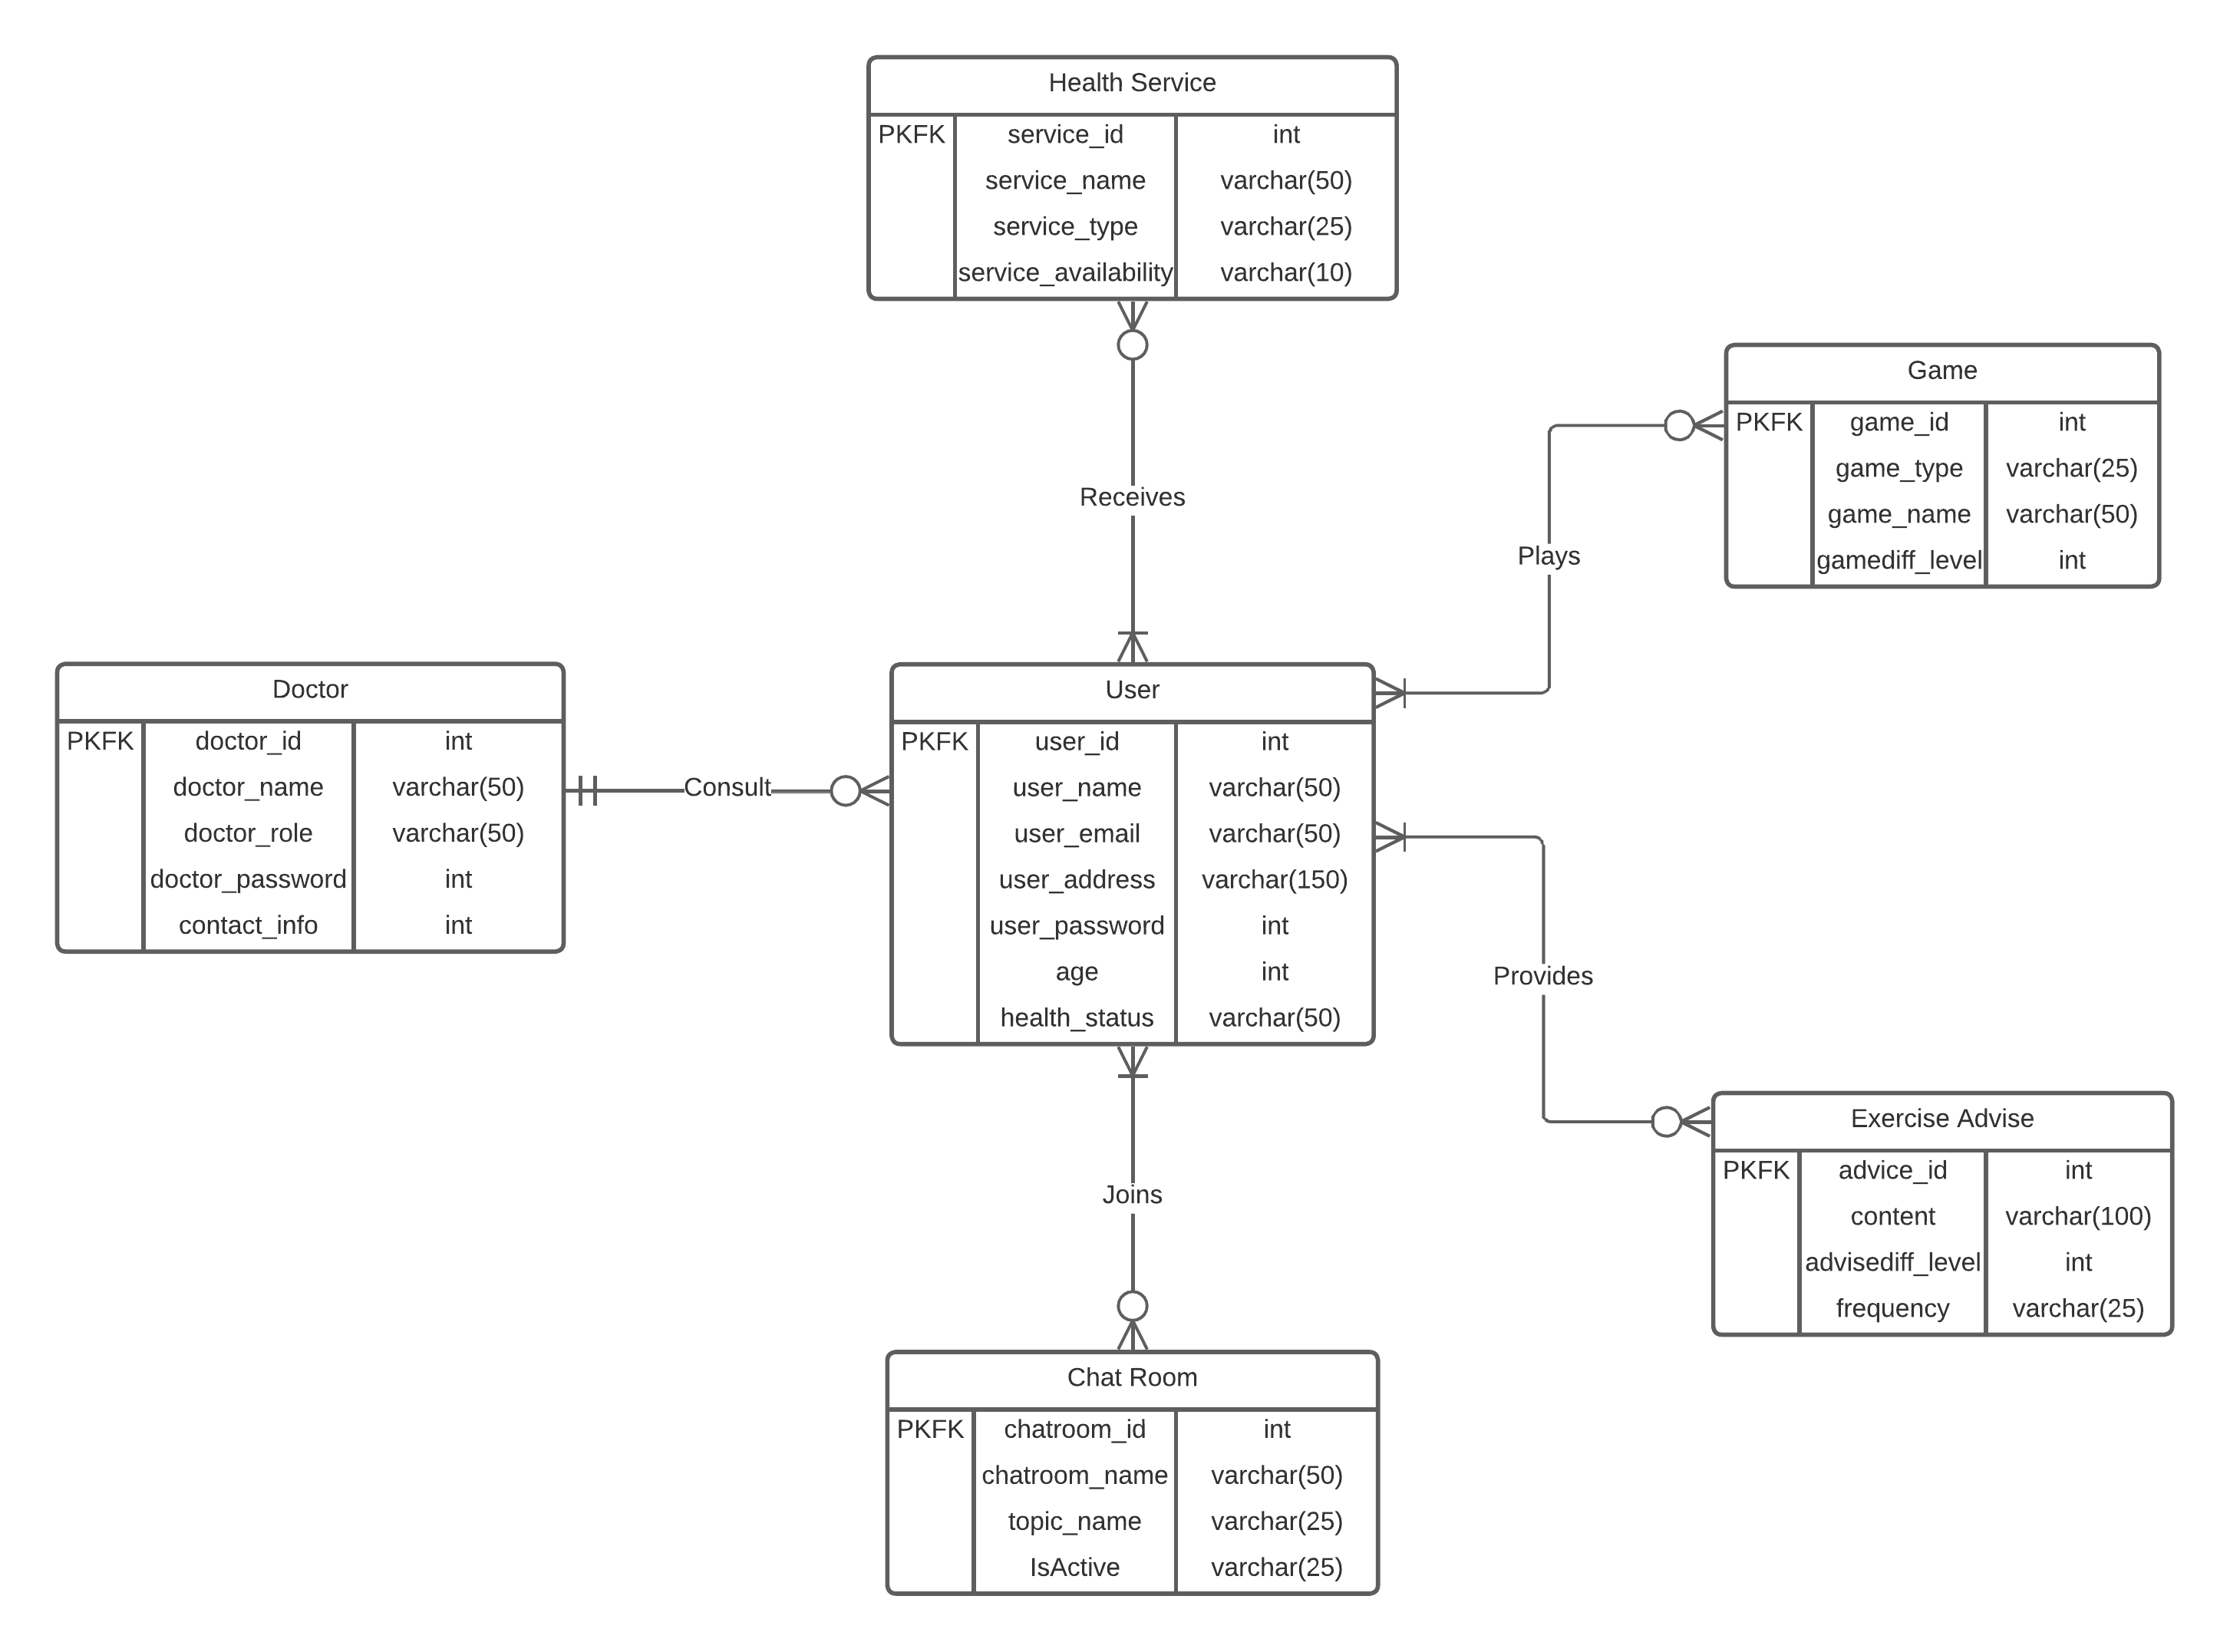 Health Service
PKFK service_id int
service_name varchar(50)
service_type varchar(25)
service_availability varchar(10)
Receives
Game
PKFK game_id int
game_type varchar(25)
game_name varchar(50)
gamediff_level int
Plays
Doctor
PKFK doctor_id int
doctor_name varchar(50)
doctor_role varchar(50)
doctor_password int
contact_info int
Consult
User
PKFK user_id int
user_name varchar(50)
user_email varchar(50)
user_address varchar(150)
user_password int
age int
health_status varchar(50)
Provides
Exercise Advise
PKFK advice_id int
content varchar(100)
advisediff_level int
frequency varchar(25)
Joins
Chat Room
PKFK chatroom_id int
chatroom_name varchar(50)
topic_name varchar(25)
IsActive varchar(25)